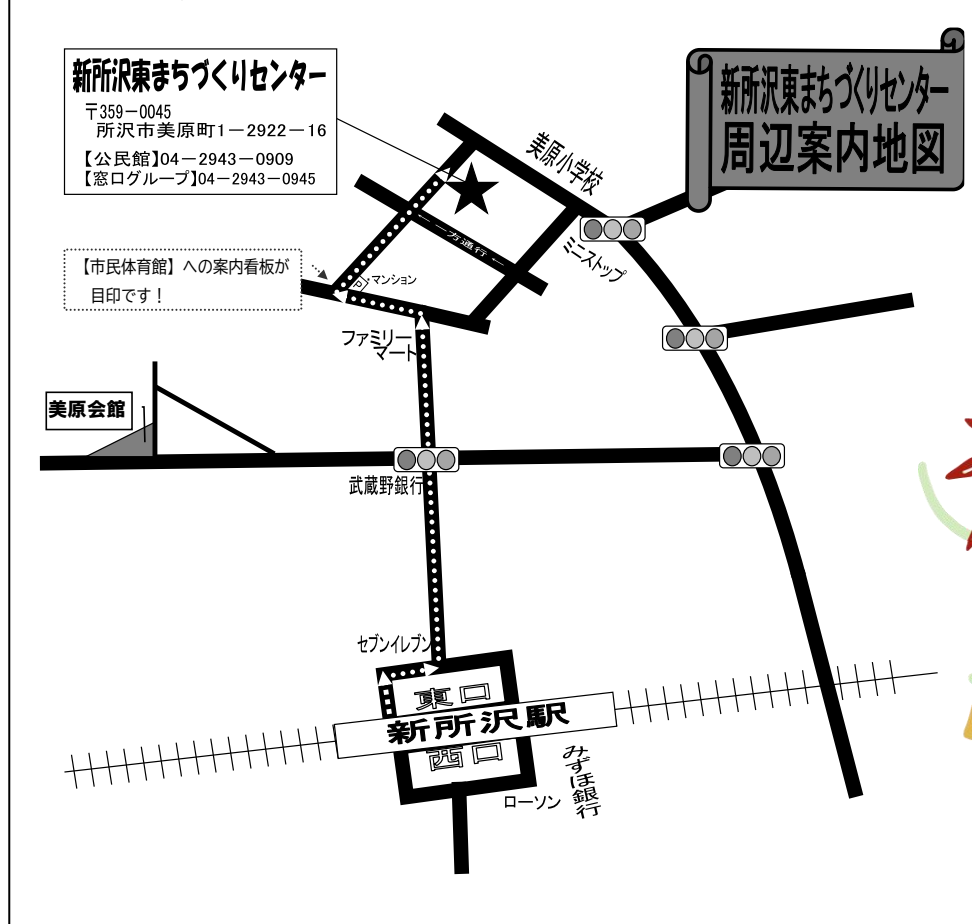 新所沢東まちづくりセンター
〒359－0045
所沢市美原町1－2922－16
【公民館】04－2943－0909
【窓口グループ】04－2943－0945
新所沢東まちづくりセンター
周辺案内地図
美原小学校
←一方通行←
ミニストップ
【市民体育館】への案内看板が
目印です！
P
マンション
ファミリー
マート
美原会館
武蔵野銀行
セブンイレブン
東口
新所沢駅
西口
みずほ銀行
ローソン